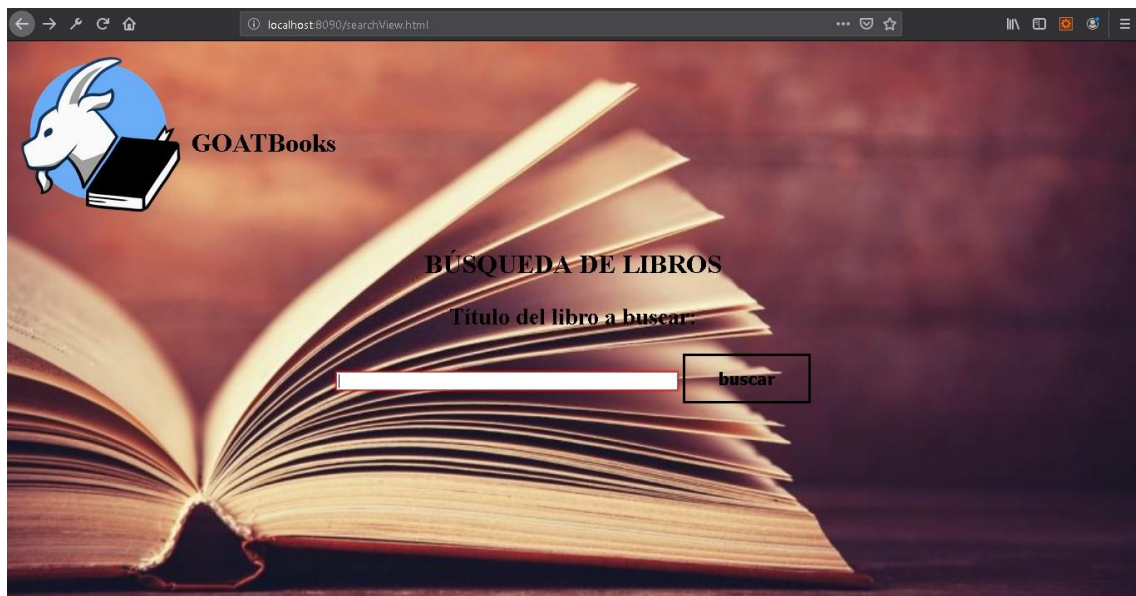 localhost:8090/searchView.html
GOATBooks
BÚSQUEDA DE LIBROS
Título del libro a buscar:
buscar